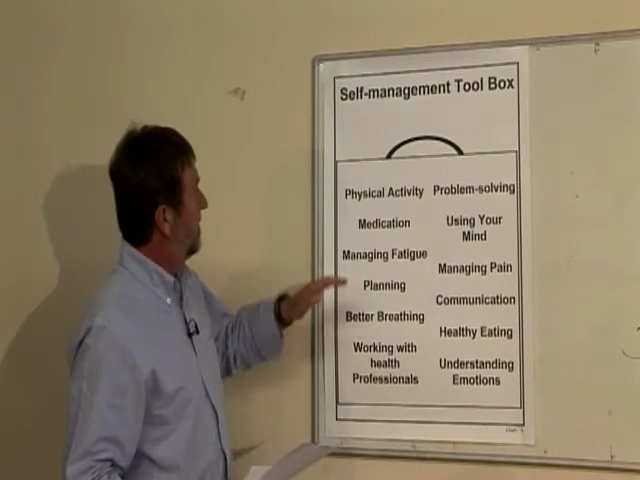 Self-management Tool Box
Physical Activity
Medication
Managing Fatigue
Planning
Better Breathing
Working with
health
Professionals
Problem-solving
Using Your
Mind
Managing Pain
Communication
Healthy Eating
Understanding
Emotions